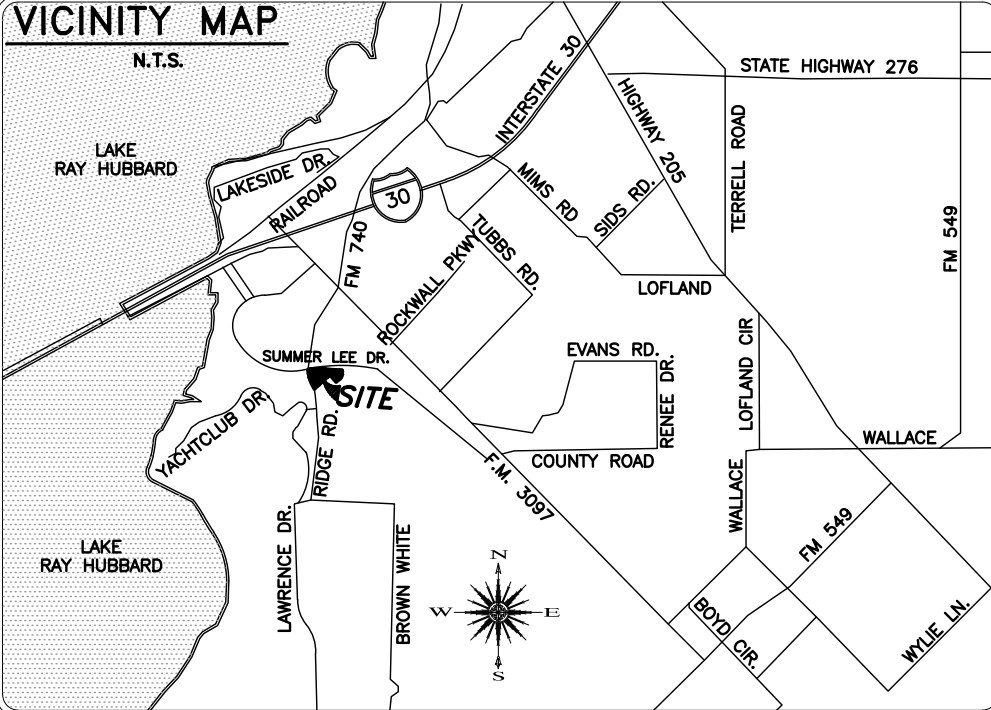 VICINITY MAP
N.T.S.
STATE HIGHWAY 276
INTERSTATE 30
HIGHWAY 205
LAKE
RAY HUBBARD
LAKESIDE DR.
RAILROAD
30
MIMS RD
SIDS RD.
TERRELL ROAD
FM 549
FM 740
ROCKWALL PKWY
TUBBS RD.
LOFLAND
SUMMER LEE DR.
SITE
EVANS RD.
RENEE DR.
LOFLAND CIR
WALLACE
YACHTCLUB DR.
RIDGE RD.
COUNTY ROAD
F.M. 3097
WALLACE
FM 549
LAKE
RAY HUBBARD
LAWRENCE DR.
BROWN WHITE
N
W
E
S
BOYD CIR.
WYLIE LN.